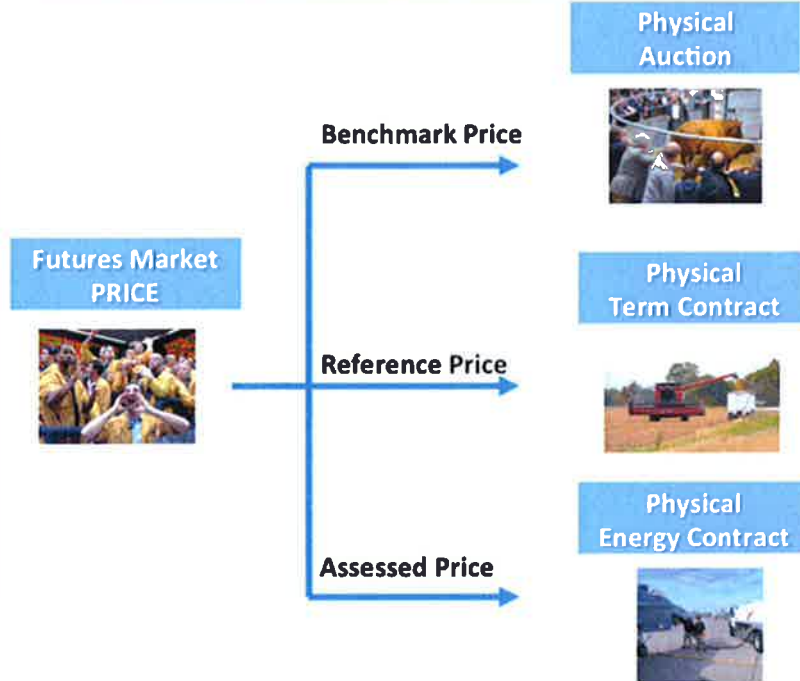 Physical
Auction
Benchmark Price
Futures Market
PRICE
Physical
Term Contract
Reference Price
Physical
Energy Contract
Assessed Price